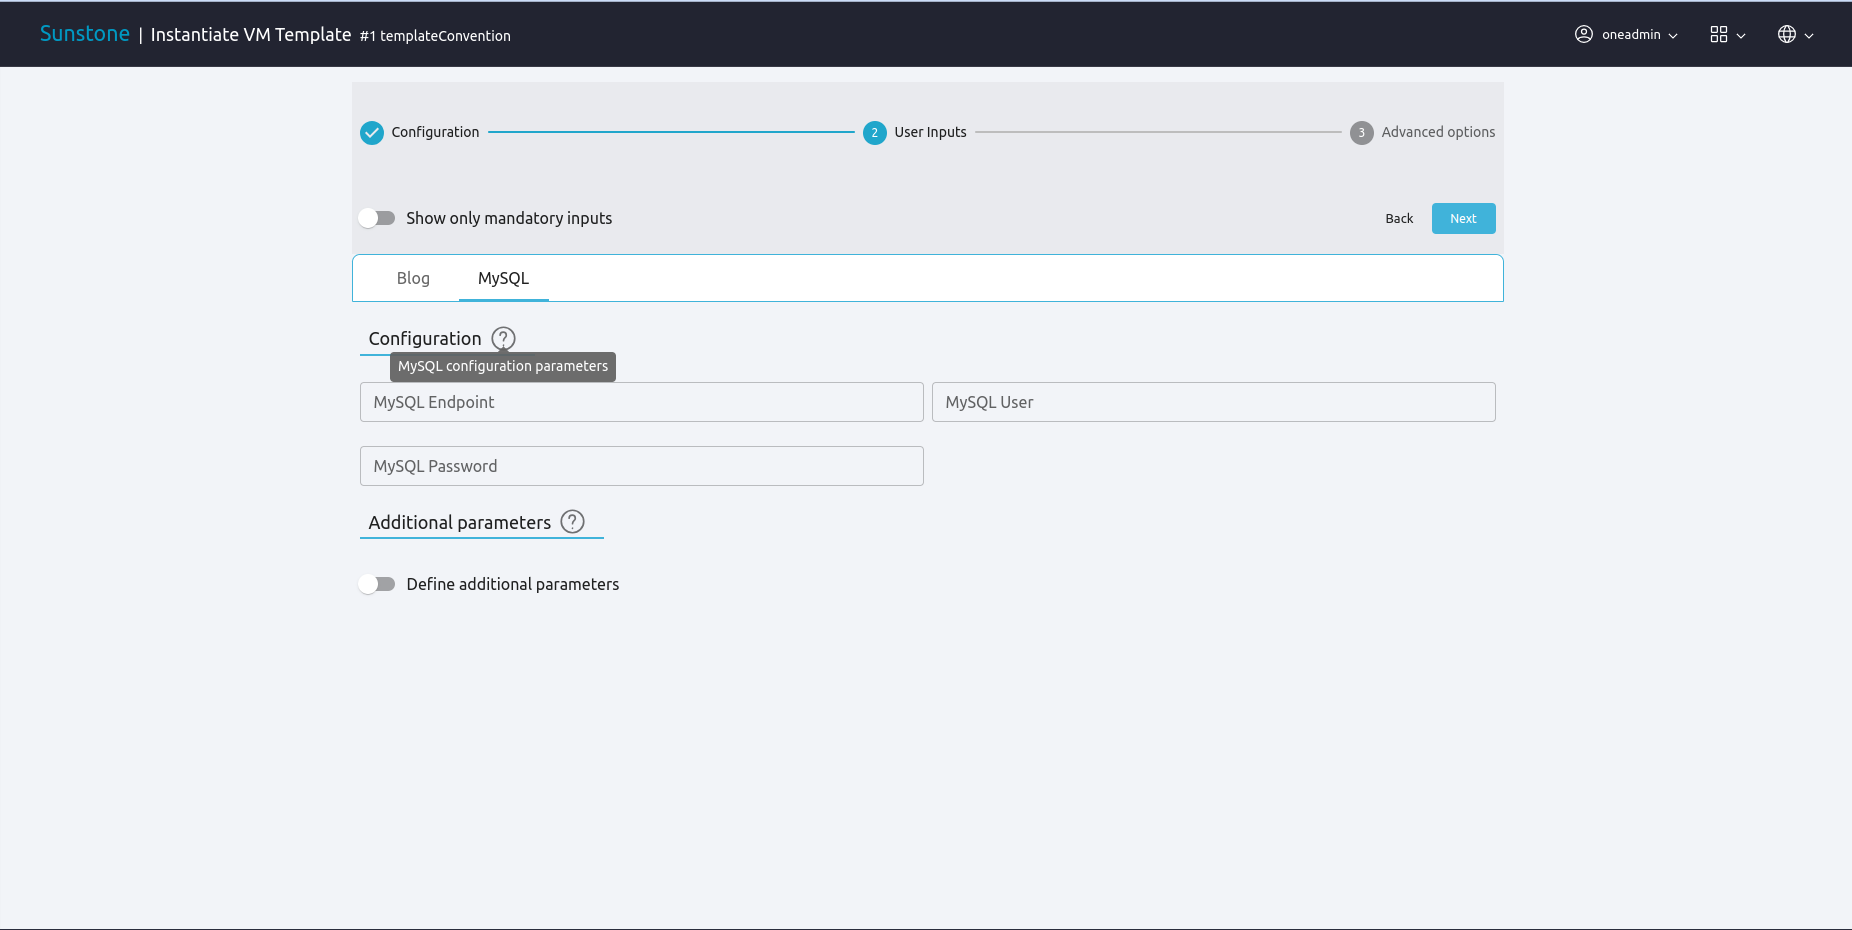 Sunstone | Instantiate VM Template #1 templateConvention oneadmin
Configuration 2 User Inputs 3 Advanced options
Show only mandatory inputs Back Next
Blog MySQL
Configuration ?
MySQL configuration parameters
MySQL Endpoint MySQL User
MySQL Password
Additional parameters ?
Define additional parameters